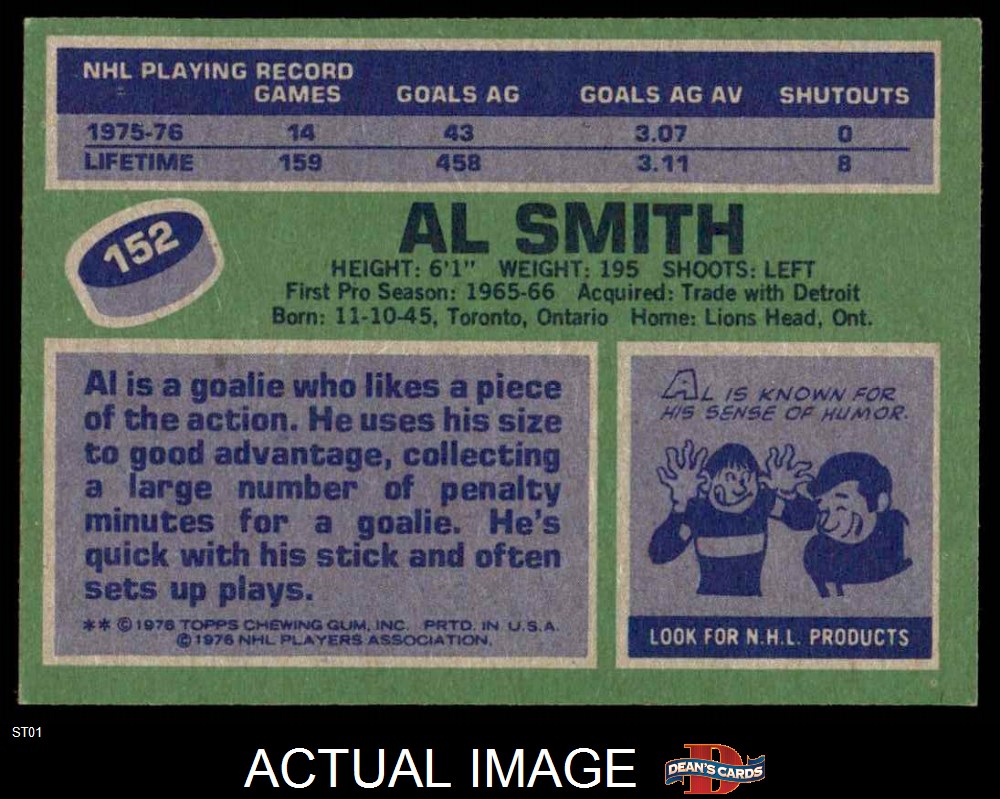 NHL PLAYING RECORD
GAMES GOALS AG GOALS AG AV SHUTOUTS
1975-76 14 43 3.07 0
LIFETIME 159 458 3.11 8
152
AL SMITH
HEIGHT: 6'1" WEIGHT: 195 SHOOTS: LEFT
First Pro Season: 1965-66 Acquired: Trade with Detroit
Born: 11-10-45, Toronto, Ontario Home: Lions Head, Ont.
Al is a goalie who likes a piece
of the action. He uses his size
to good advantage, collecting
a large number of penalty
minutes for a goalie. He's
quick with his stick and often
sets up plays.
** ©1976 TOPPS CHEWING GUM, INC. PRTD. IN U.S.A.
©1976 NHL PLAYERS ASSOCIATION.
AL IS KNOWN FOR
HIS SENSE OF HUMOR.
LOOK FOR N.H.L. PRODUCTS
ST01
ACTUAL IMAGE
D
DEAN'S CARDS